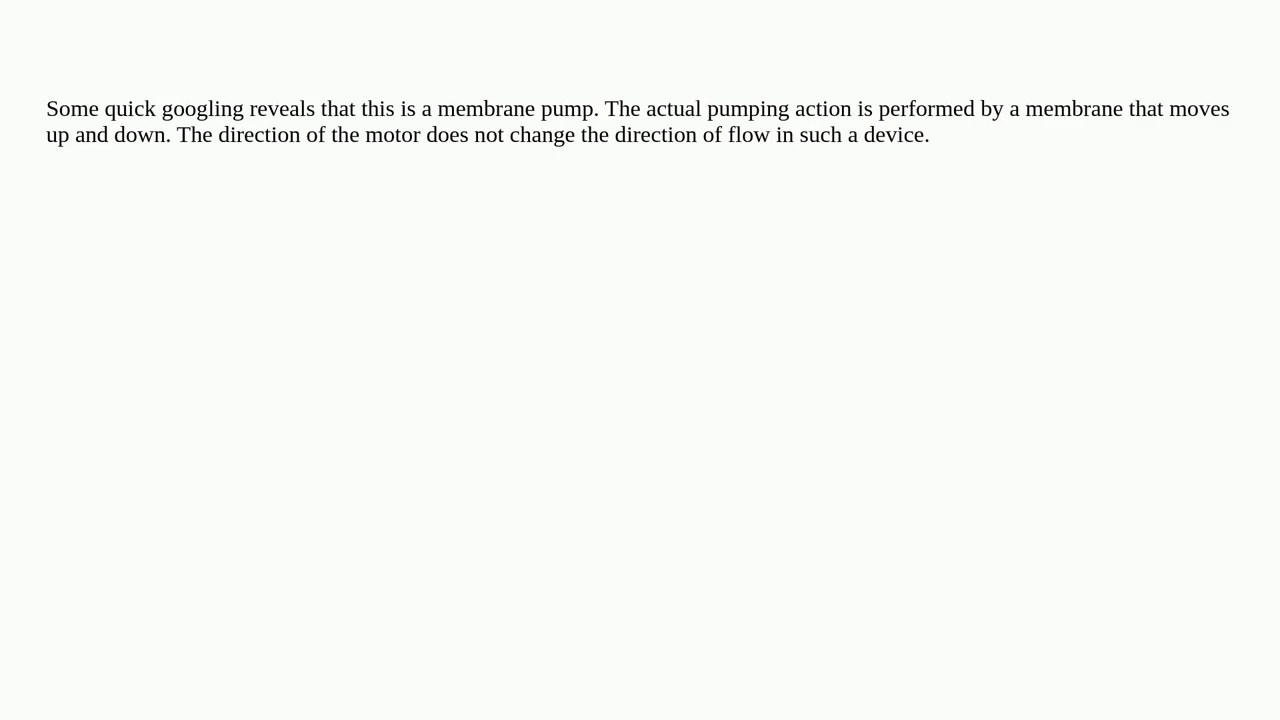 Some quick googling reveals that this is a membrane pump. The actual pumping action is performed by a membrane that moves
up and down. The direction of the motor does not change the direction of flow in such a device.